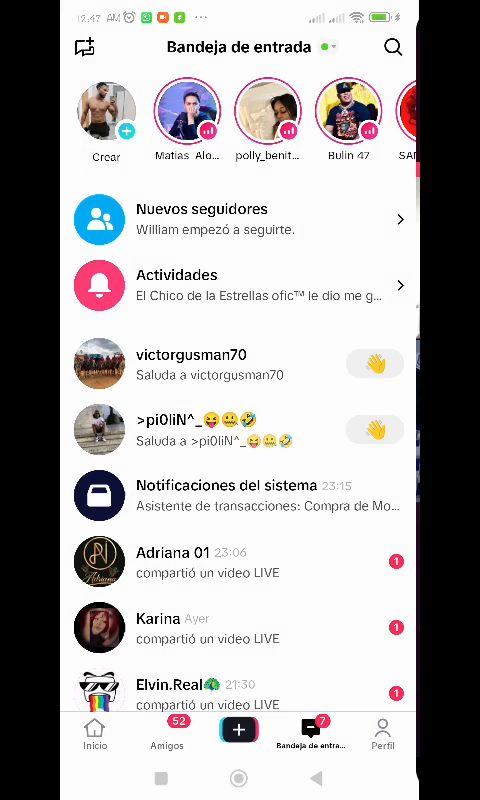 12:47 AM
Bandeja de entrada
Crear
Matias Alo...
polly_benit...
Bulin 47
Nuevos seguidores
William empezó a seguirte.
Actividades
El Chico de la Estrellas ofic™ le dio me g...
victorgusman70
Saluda a victorgusman70
>pi0liN^_😝🤐🤣
Saluda a >pi0liN^_😝🤐🤣
Notificaciones del sistema 23:15
Asistente de transacciones: Compra de Mo...
Adriana 01 23:06
compartió un video LIVE
1
Karina Ayer
compartió un video LIVE
1
Elvin.Real🦚 21:30
compartió un video LIVE
1
Inicio
52
Amigos
7
Bandeja de entra...
Perfil